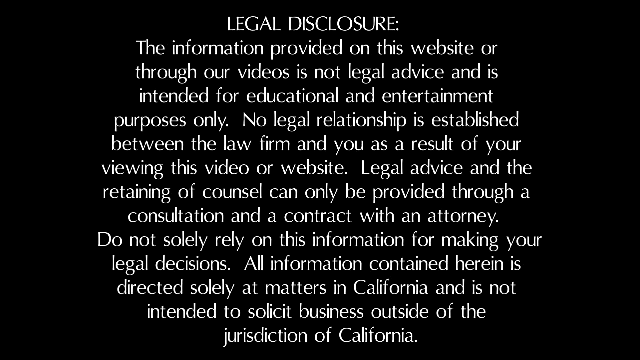 LEGAL DISCLOSURE:
The information provided on this website or
through our videos is not legal advice and is
intended for educational and entertainment
purposes only.  No legal relationship is established
between the law firm and you as a result of your
viewing this video or website.  Legal advice and the
retaining of counsel can only be provided through a
consultation and a contract with an attorney.
Do not solely rely on this information for making your
legal decisions.  All information contained herein is
directed solely at matters in California and is not
intended to solicit business outside of the
jurisdiction of California.